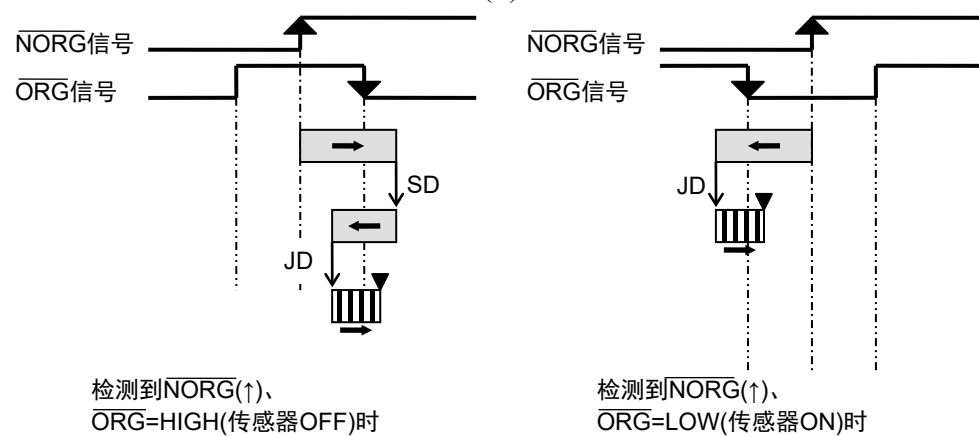 NORG信号
ORG信号
SD
JD
检测到NORG(↑)、
ORG=HIGH(传感器OFF)时
NORG信号
ORG信号
JD
检测到NORG(↑)、
ORG=LOW(传感器ON)时